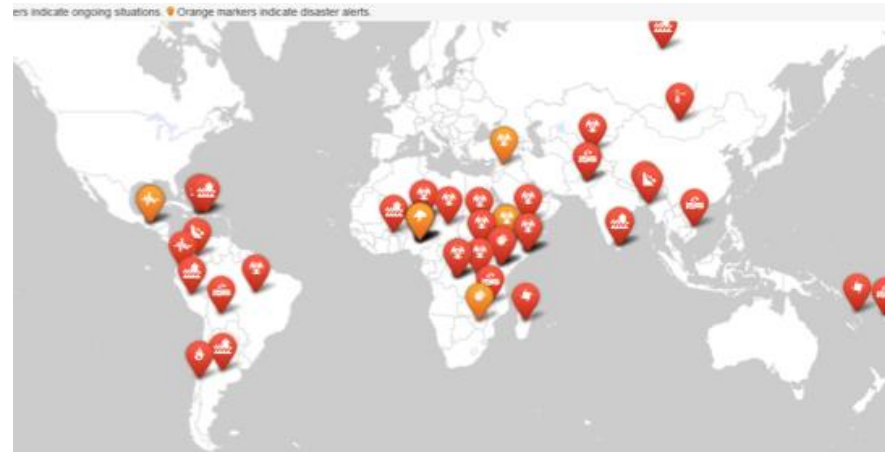 ers indicate ongoing situations. Orange markers indicate disaster alerts.